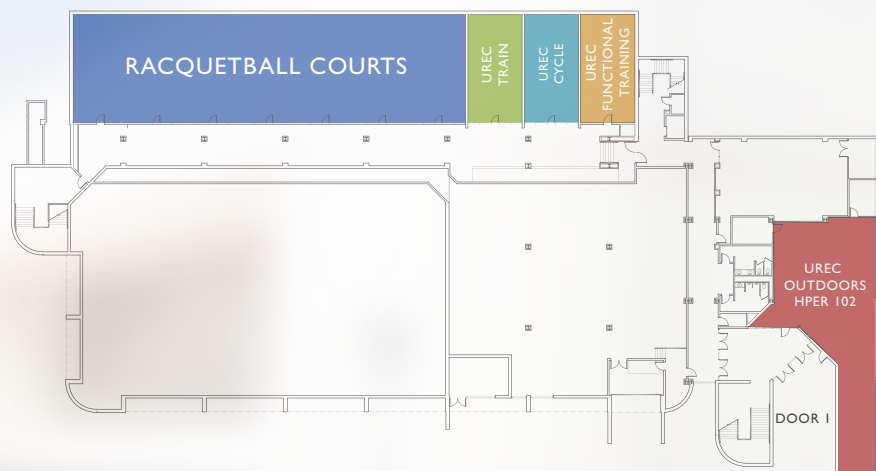 RACQUETBALL COURTS
UREC
TRAIN
UREC
CYCLE
UREC
FUNCTIONAL
TRAINING
UREC
OUTDOORS
HPER 102
DOOR 1